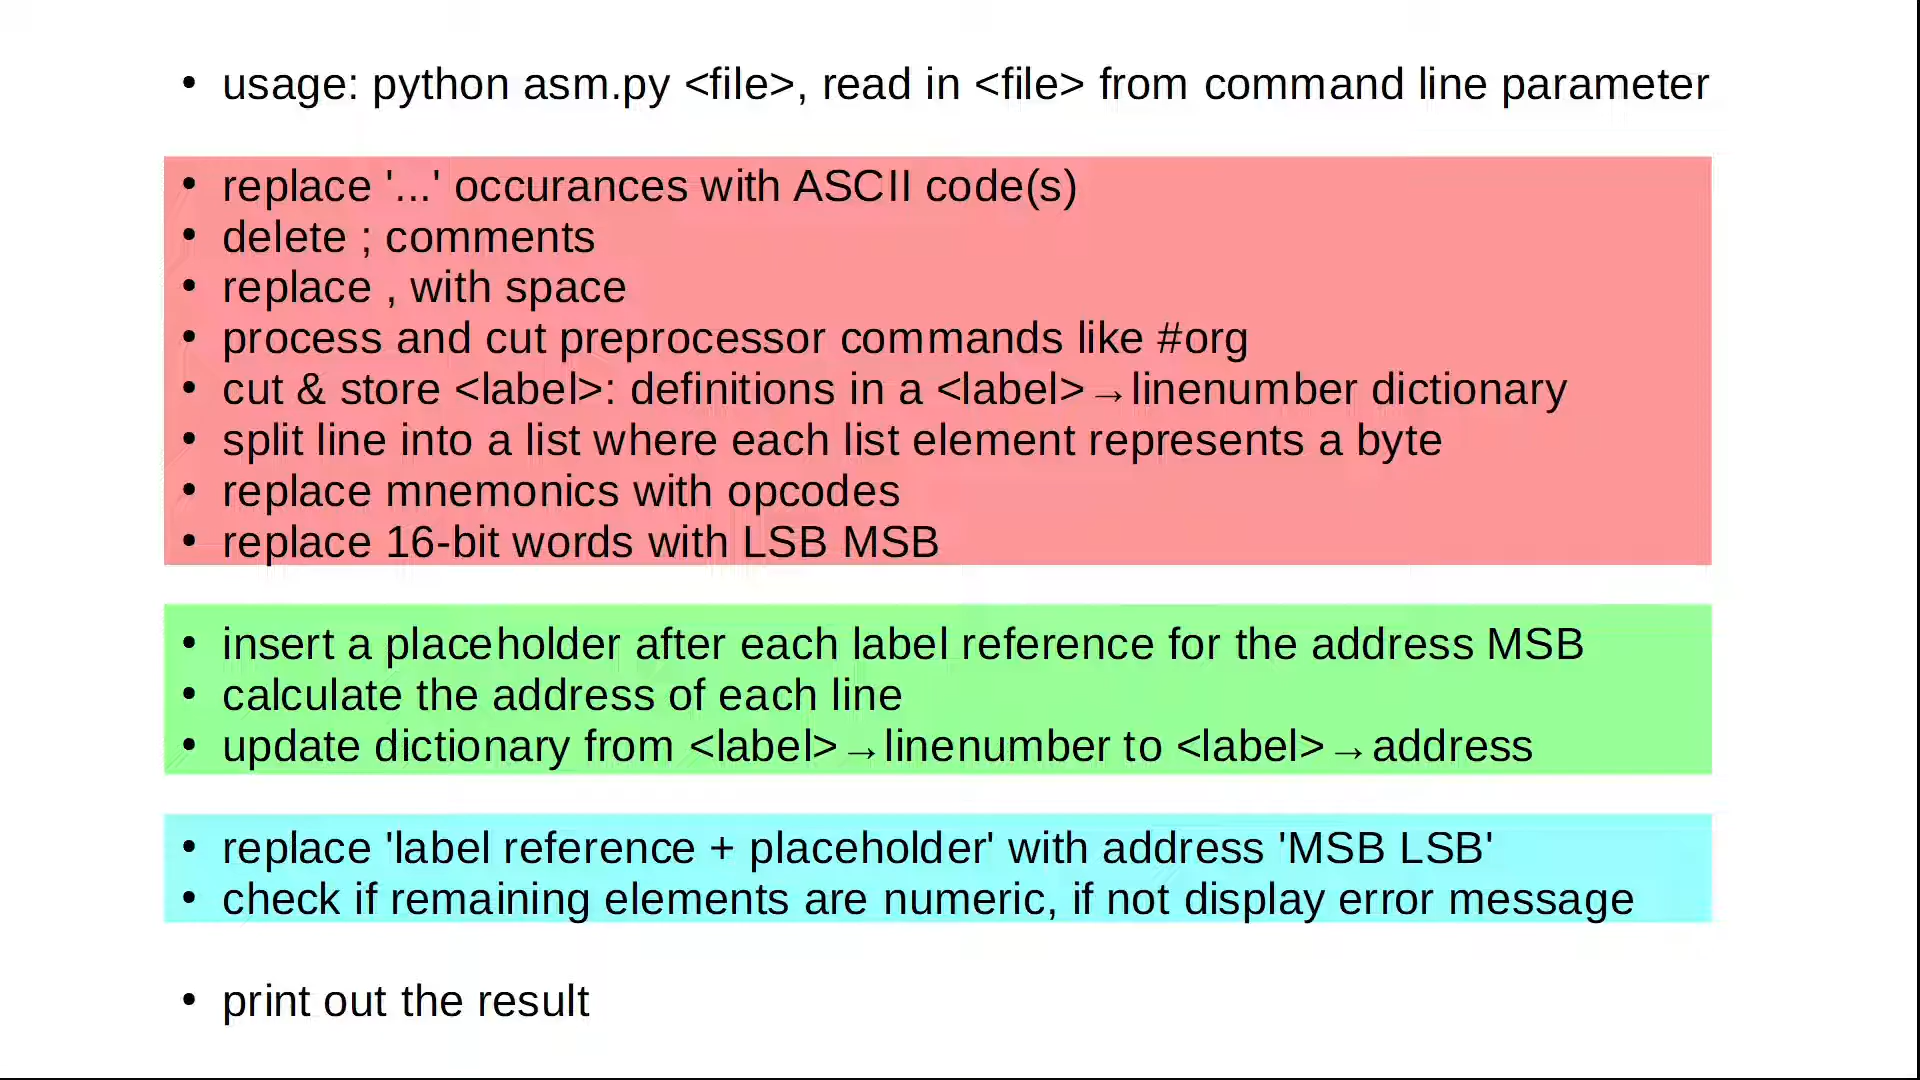 • usage: python asm.py <file>, read in <file> from command line parameter
• replace '...' occurances with ASCII code(s)
• delete ; comments
• replace , with space
• process and cut preprocessor commands like #org
• cut & store <label>: definitions in a <label>→linenumber dictionary
• split line into a list where each list element represents a byte
• replace mnemonics with opcodes
• replace 16-bit words with LSB MSB
• insert a placeholder after each label reference for the address MSB
• calculate the address of each line
• update dictionary from <label>→linenumber to <label>→address
• replace 'label reference + placeholder' with address 'MSB LSB'
• check if remaining elements are numeric, if not display error message
• print out the result